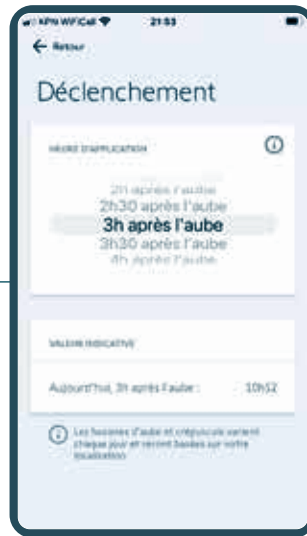 KPN WiFiCall 21:53
← Retour
Déclenchement
HEURE D'APPLICATION
2h après l'aube
2h30 après l'aube
3h après l'aube
3h30 après l'aube
4h après l'aube
VALEUR INDICATIVE
Aujourd'hui, 3h après l'aube : 10h52
Les horaires d'aube et crépuscule varient
chaque jour et seront basées sur votre
localisation